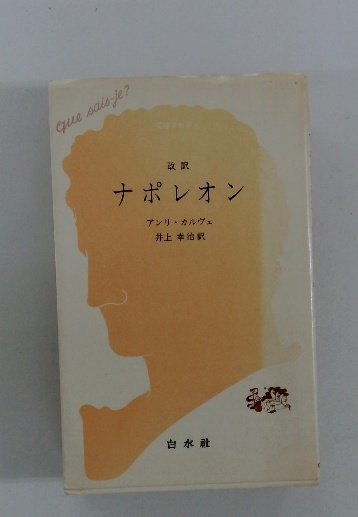 que sais-je?
改訳
ナポレオン
アンリ・カルヴェ
井上幸治訳
白水社